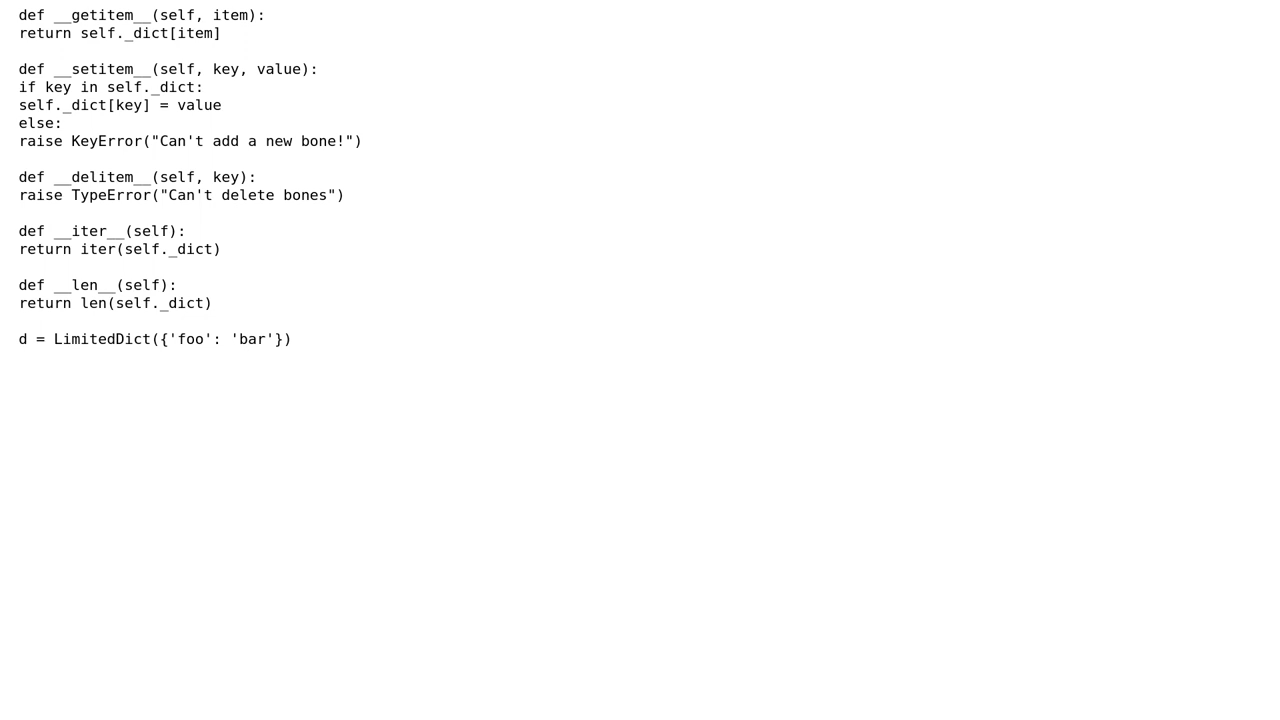 def __getitem__(self, item):
return self._dict[item]

def __setitem__(self, key, value):
if key in self._dict:
self._dict[key] = value
else:
raise KeyError("Can't add a new bone!")

def __delitem__(self, key):
raise TypeError("Can't delete bones")

def __iter__(self):
return iter(self._dict)

def __len__(self):
return len(self._dict)

d = LimitedDict({'foo': 'bar'})